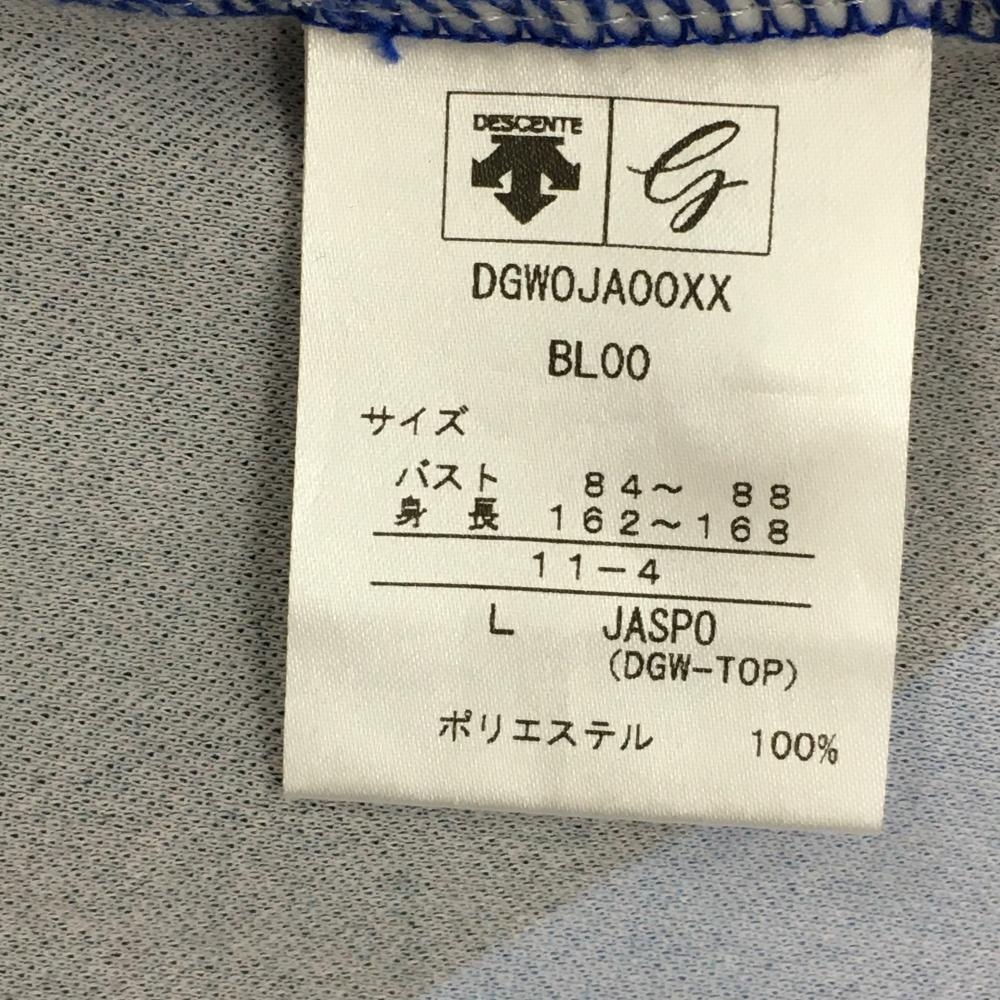 DESCENTE
G
DGWOJA00XX
BL00
サイズ
バスト 84～ 88
身 長 162～168
11－4
L JASPO
(DGW-TOP)
ポリエステル 100%